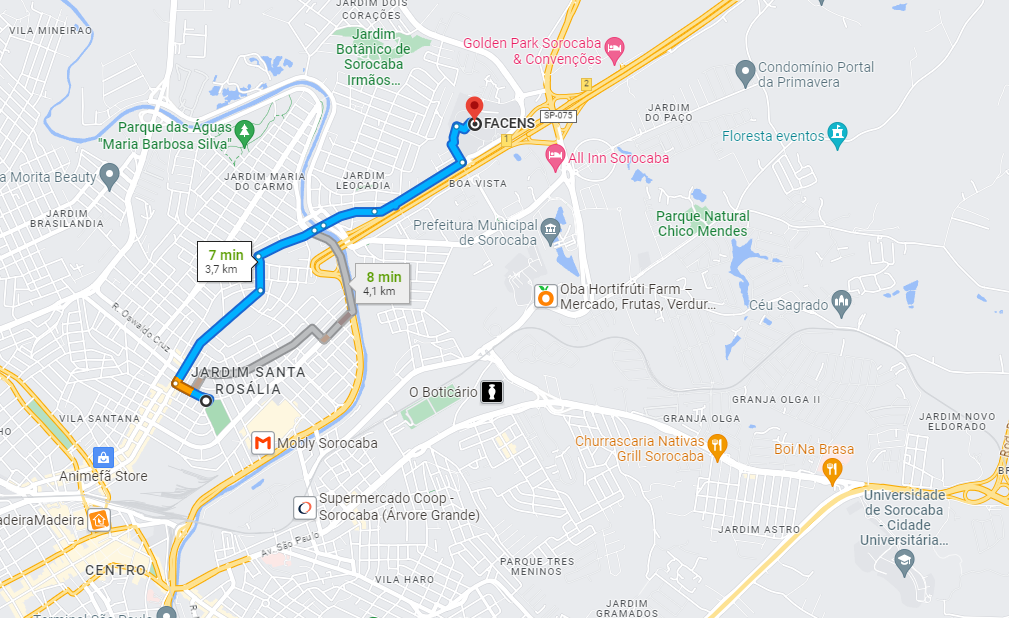 JARDIM DOIS
CORAÇÕES
VILA MINEIRAO
Jardim
Botânico de
Sorocaba
Irmãos...
Golden Park Sorocaba
& Convenções
2
Condomínio Portal
da Primavera
JARDIM
DO PAÇO
FACENS
SP-075
1
Parque das Águas
"Maria Barbosa Silva"
Floresta eventos
All Inn Sorocaba
a Morita Beauty
JARDIM MARIA
DO CARMO
JARDIM
LEOCADIA
BOA VISTA
JARDIM
BRASILANDIA
Prefeitura Municipal
de Sorocaba
Parque Natural
Chico Mendes
7 min
3,7 km
8 min
4,1 km
Oba Hortifrúti Farm –
Mercado, Frutas, Verdur...
Céu Sagrado
R. Oswaldo Cruz
JARDIM SANTA
ROSÁLIA
O Boticário
GRANJA OLGA II
VILA SANTANA
HO
GRANJA OLGA
JARDIM NOVO
ELDORADO
Mobly Sorocaba
Churrascaria Nativas
Grill Sorocaba
Boi Na Brasa
Animefã Store
Supermercado Coop -
Sorocaba (Árvore Grande)
Universidade
de Sorocaba
- Cidade
Universitária...
adeiraMadeira
JARDIM ASTRO
Av. São Paulo
CENTRO
PARQUE TRES
MENINOS
VILA HARO
JARDIM
GRAMADOS
Terminal São Paulo
R.